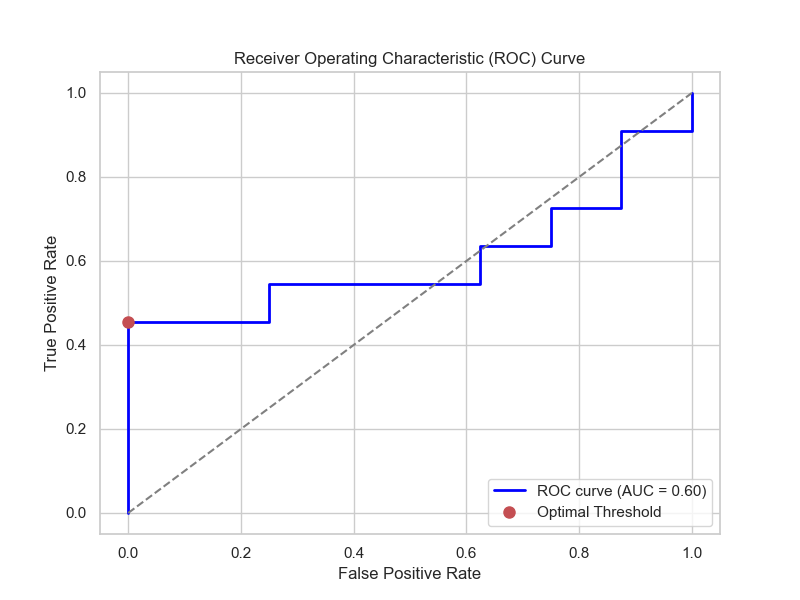 Receiver Operating Characteristic (ROC) Curve
1.0
0.8
0.6
0.4
0.2
0.0
True Positive Rate
ROC curve (AUC = 0.60)
Optimal Threshold
0.0 0.2 0.4 0.6 0.8 1.0
False Positive Rate